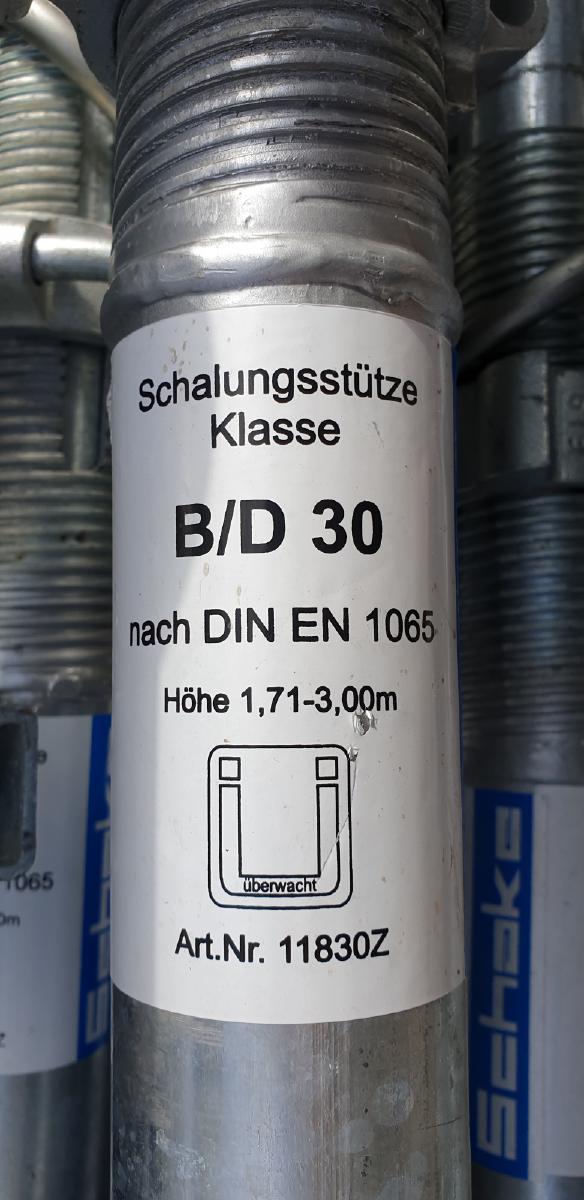 Schalungsstütze
Klasse
B/D 30
nach DIN EN 1065
Höhe 1,71-3,00m
überwacht
Art.Nr. 11830Z
1065
Schake
Schake